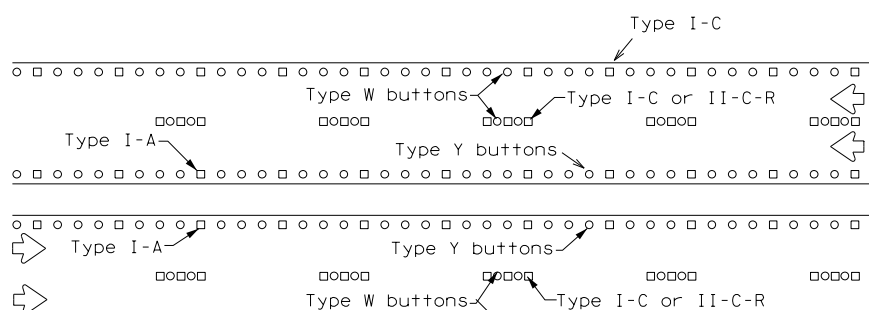 Type I-C
Type W buttons
Type I-C or II-C-R
Type I-A
Type Y buttons
Type I-A
Type Y buttons
Type W buttons
Type I-C or II-C-R